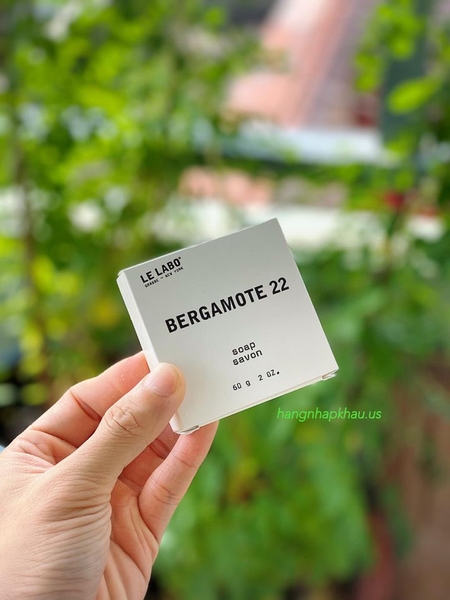 LE LABO
GRASSE — NEW YORK
BERGAMOTE 22
soap
savon
60 g 2 oz.
hangnhapkhau.us